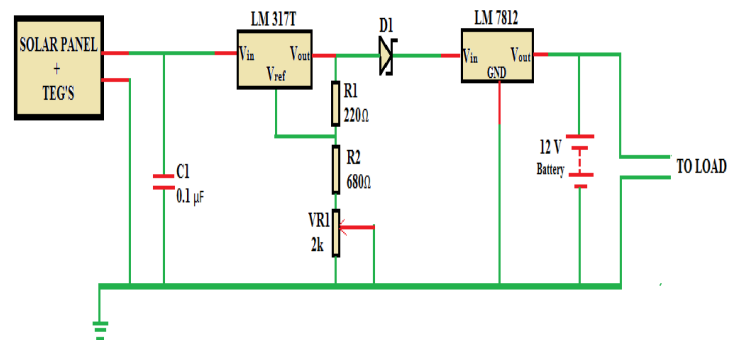 SOLAR PANEL
+
TEG'S
LM 317T
Vin
Vout
Vref
D1
LM 7812
Vin
Vout
GND
R1
220Ω
R2
680Ω
VR1
2k
C1
0.1 µF
12 V
Battery
TO LOAD